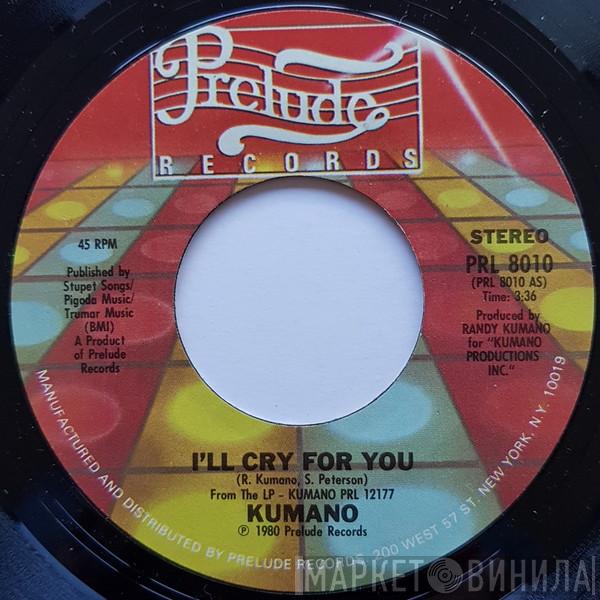 Prelude
RECORDS
45 RPM
Published by
Stupet Songs/
Pigoda Music/
Trumar Music
(BMI)
A Product
of Prelude
Records
STEREO
PRL 8010
(PRL 8010 AS)
Time: 3:36
Produced by
RANDY KUMANO
for "KUMANO
PRODUCTIONS
INC."
I'LL CRY FOR YOU
(R. Kumano, S. Peterson)
From The LP - KUMANO PRL 12177
KUMANO
℗ 1980 Prelude Records
MANUFACTURED AND DISTRIBUTED BY PRELUDE RECORDS, 200 WEST 57 ST. NEW YORK, N.Y. 10019
МАРКЕТ ВИНИЛА